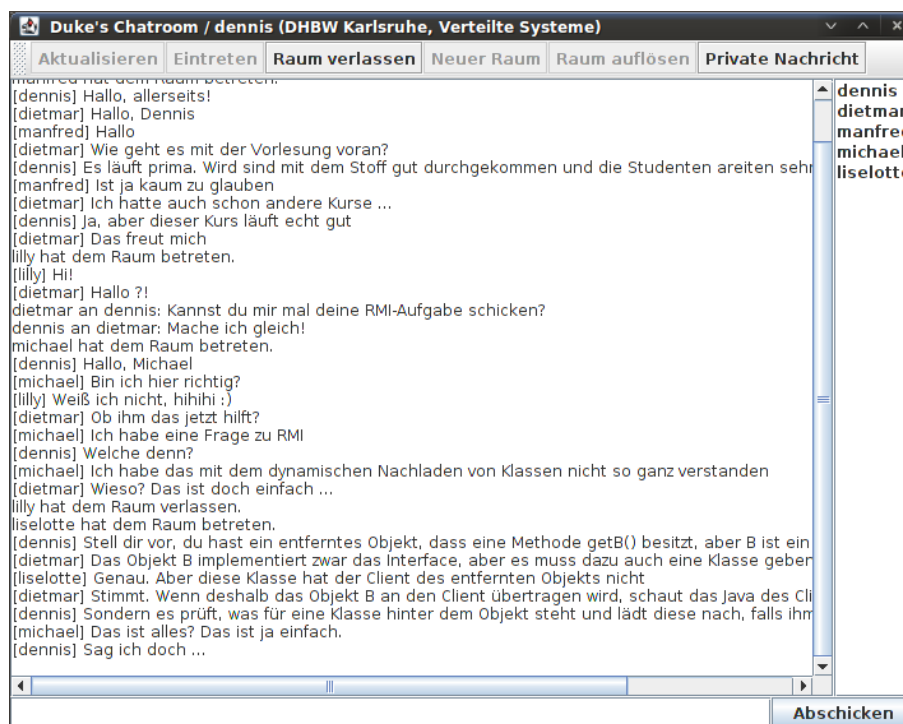 Duke's Chatroom / dennis (DHBW Karlsruhe, Verteilte Systeme)
Aktualisieren Eintreten Raum verlassen Neuer Raum Raum auflösen Private Nachricht
manfred hat dem Raum betreten.
[dennis] Hallo, allerseits!
[dietmar] Hallo, Dennis
[manfred] Hallo
[dietmar] Wie geht es mit der Vorlesung voran?
[dennis] Es läuft prima. Wird sind mit dem Stoff gut durchgekommen und die Studenten areiten sehr
[manfred] Ist ja kaum zu glauben
[dietmar] Ich hatte auch schon andere Kurse ...
[dennis] Ja, aber dieser Kurs läuft echt gut
[dietmar] Das freut mich
lilly hat dem Raum betreten.
[lilly] Hi!
[dietmar] Hallo ?!
dietmar an dennis: Kannst du mir mal deine RMI-Aufgabe schicken?
dennis an dietmar: Mache ich gleich!
michael hat dem Raum betreten.
[dennis] Hallo, Michael
[michael] Bin ich hier richtig?
[lilly] Weiß ich nicht, hihihi :)
[dietmar] Ob ihm das jetzt hilft?
[michael] Ich habe eine Frage zu RMI
[dennis] Welche denn?
[michael] Ich habe das mit dem dynamischen Nachladen von Klassen nicht so ganz verstanden
[dietmar] Wieso? Das ist doch einfach ...
lilly hat dem Raum verlassen.
liselotte hat dem Raum betreten.
[dennis] Stell dir vor, du hast ein entferntes Objekt, dass eine Methode getB() besitzt, aber B ist ein
[dietmar] Das Objekt B implementiert zwar das Interface, aber es muss dazu auch eine Klasse geben
[liselotte] Genau. Aber diese Klasse hat der Client des entfernten Objekts nicht
[dietmar] Stimmt. Wenn deshalb das Objekt B an den Client übertragen wird, schaut das Java des Cli
[dennis] Sondern es prüft, was für eine Klasse hinter dem Objekt steht und lädt diese nach, falls ihm
[michael] Das ist alles? Das ist ja einfach.
[dennis] Sag ich doch ...
dennis
dietmar
manfred
michael
liselotte
Abschicken